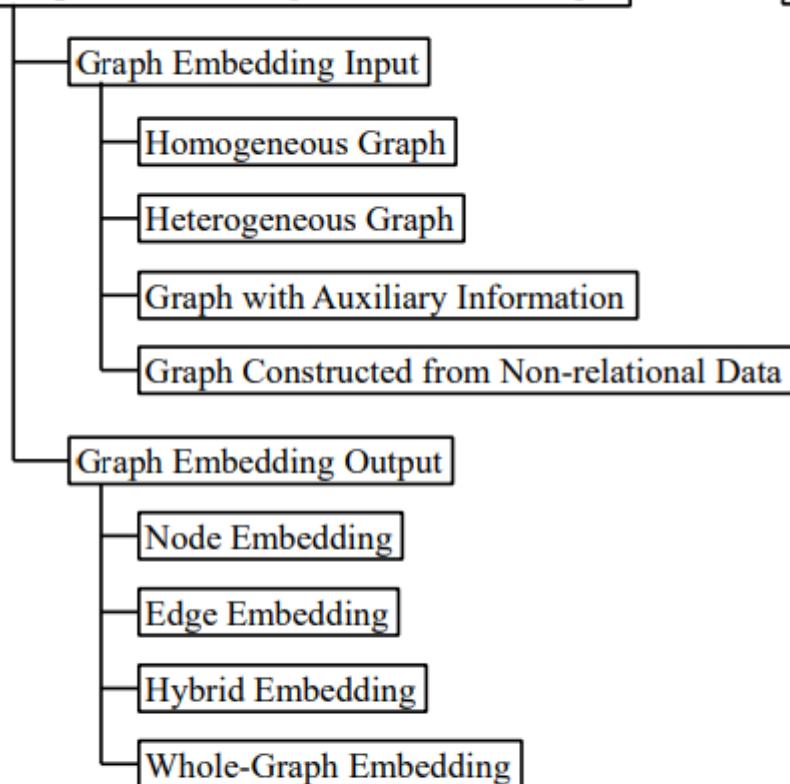 Graph Embedding Input
Homogeneous Graph
Heterogeneous Graph
Graph with Auxiliary Information
Graph Constructed from Non-relational Data
Graph Embedding Output
Node Embedding
Edge Embedding
Hybrid Embedding
Whole-Graph Embedding